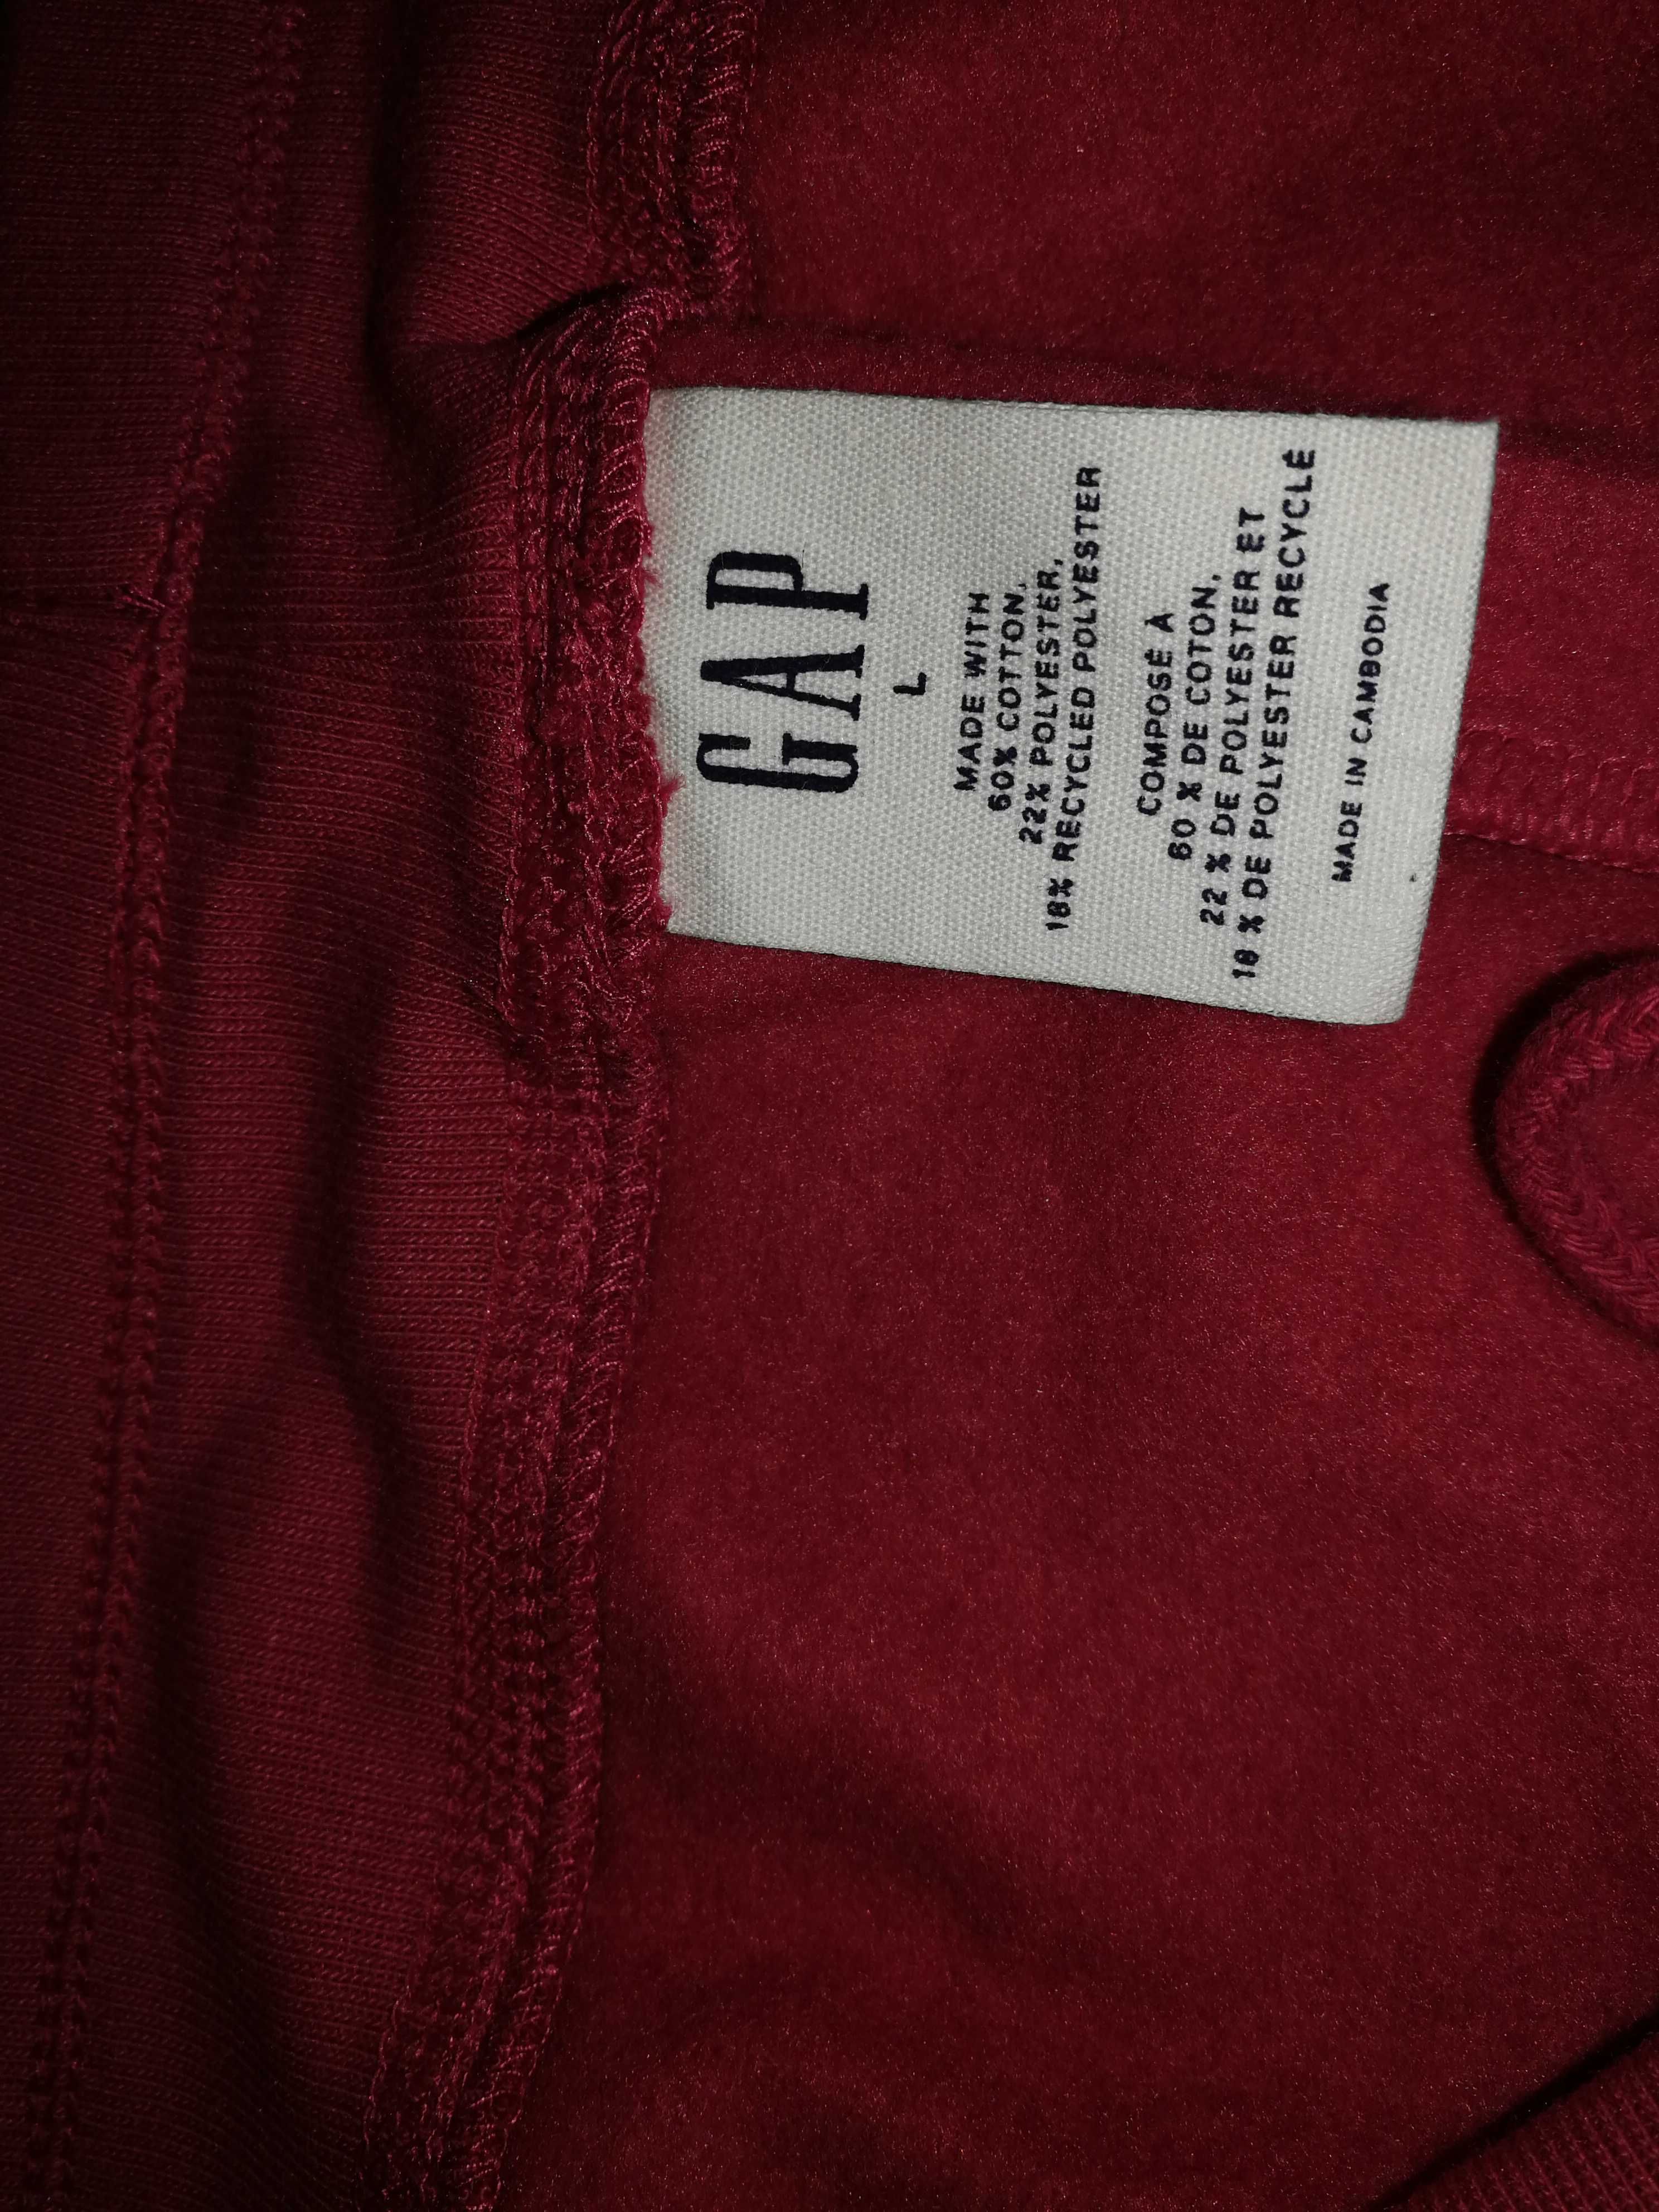 GAP
L
MADE WITH
60% COTTON,
22% POLYESTER,
18% RECYCLED POLYESTER
COMPOSÉ À
60 % DE COTON,
22 % DE POLYESTER ET
18 % DE POLYESTER RECYCLÉ
MADE IN CAMBODIA